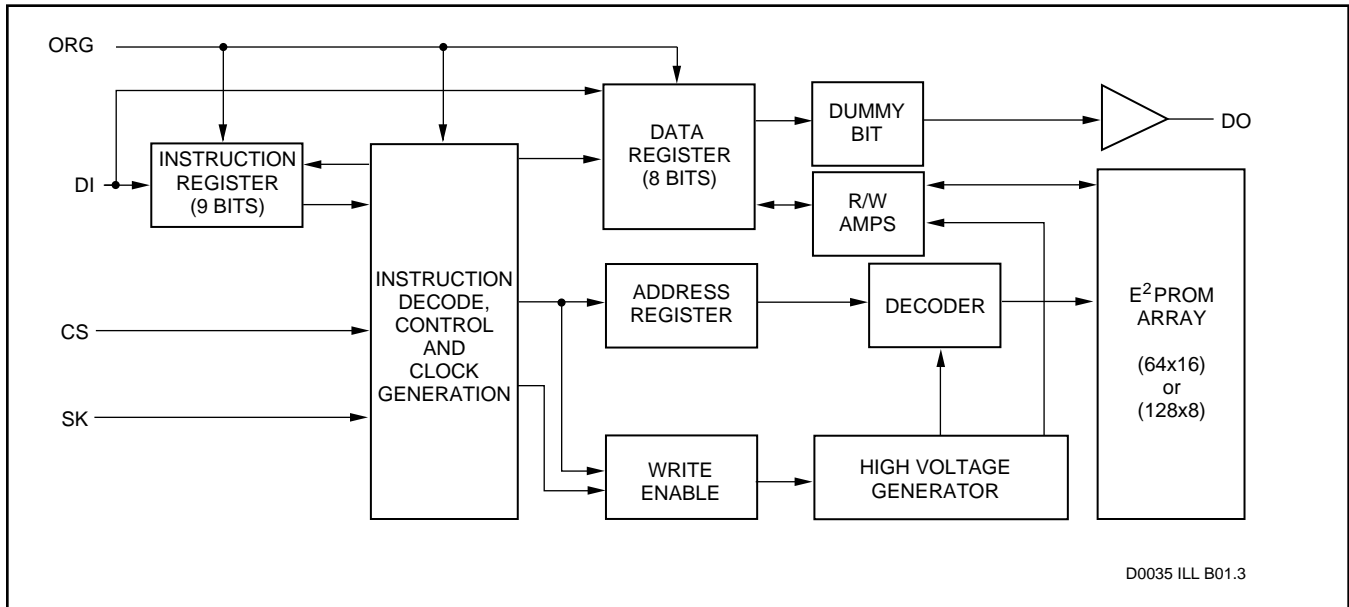 ORG
DI
CS
SK
INSTRUCTION
REGISTER
(9 BITS)
INSTRUCTION
DECODE,
CONTROL
AND
CLOCK
GENERATION
DATA
REGISTER
(8 BITS)
DUMMY
BIT
DO
R/W
AMPS
ADDRESS
REGISTER
DECODER
WRITE
ENABLE
HIGH VOLTAGE
GENERATOR
E²PROM
ARRAY
(64x16)
or
(128x8)
D0035 ILL B01.3